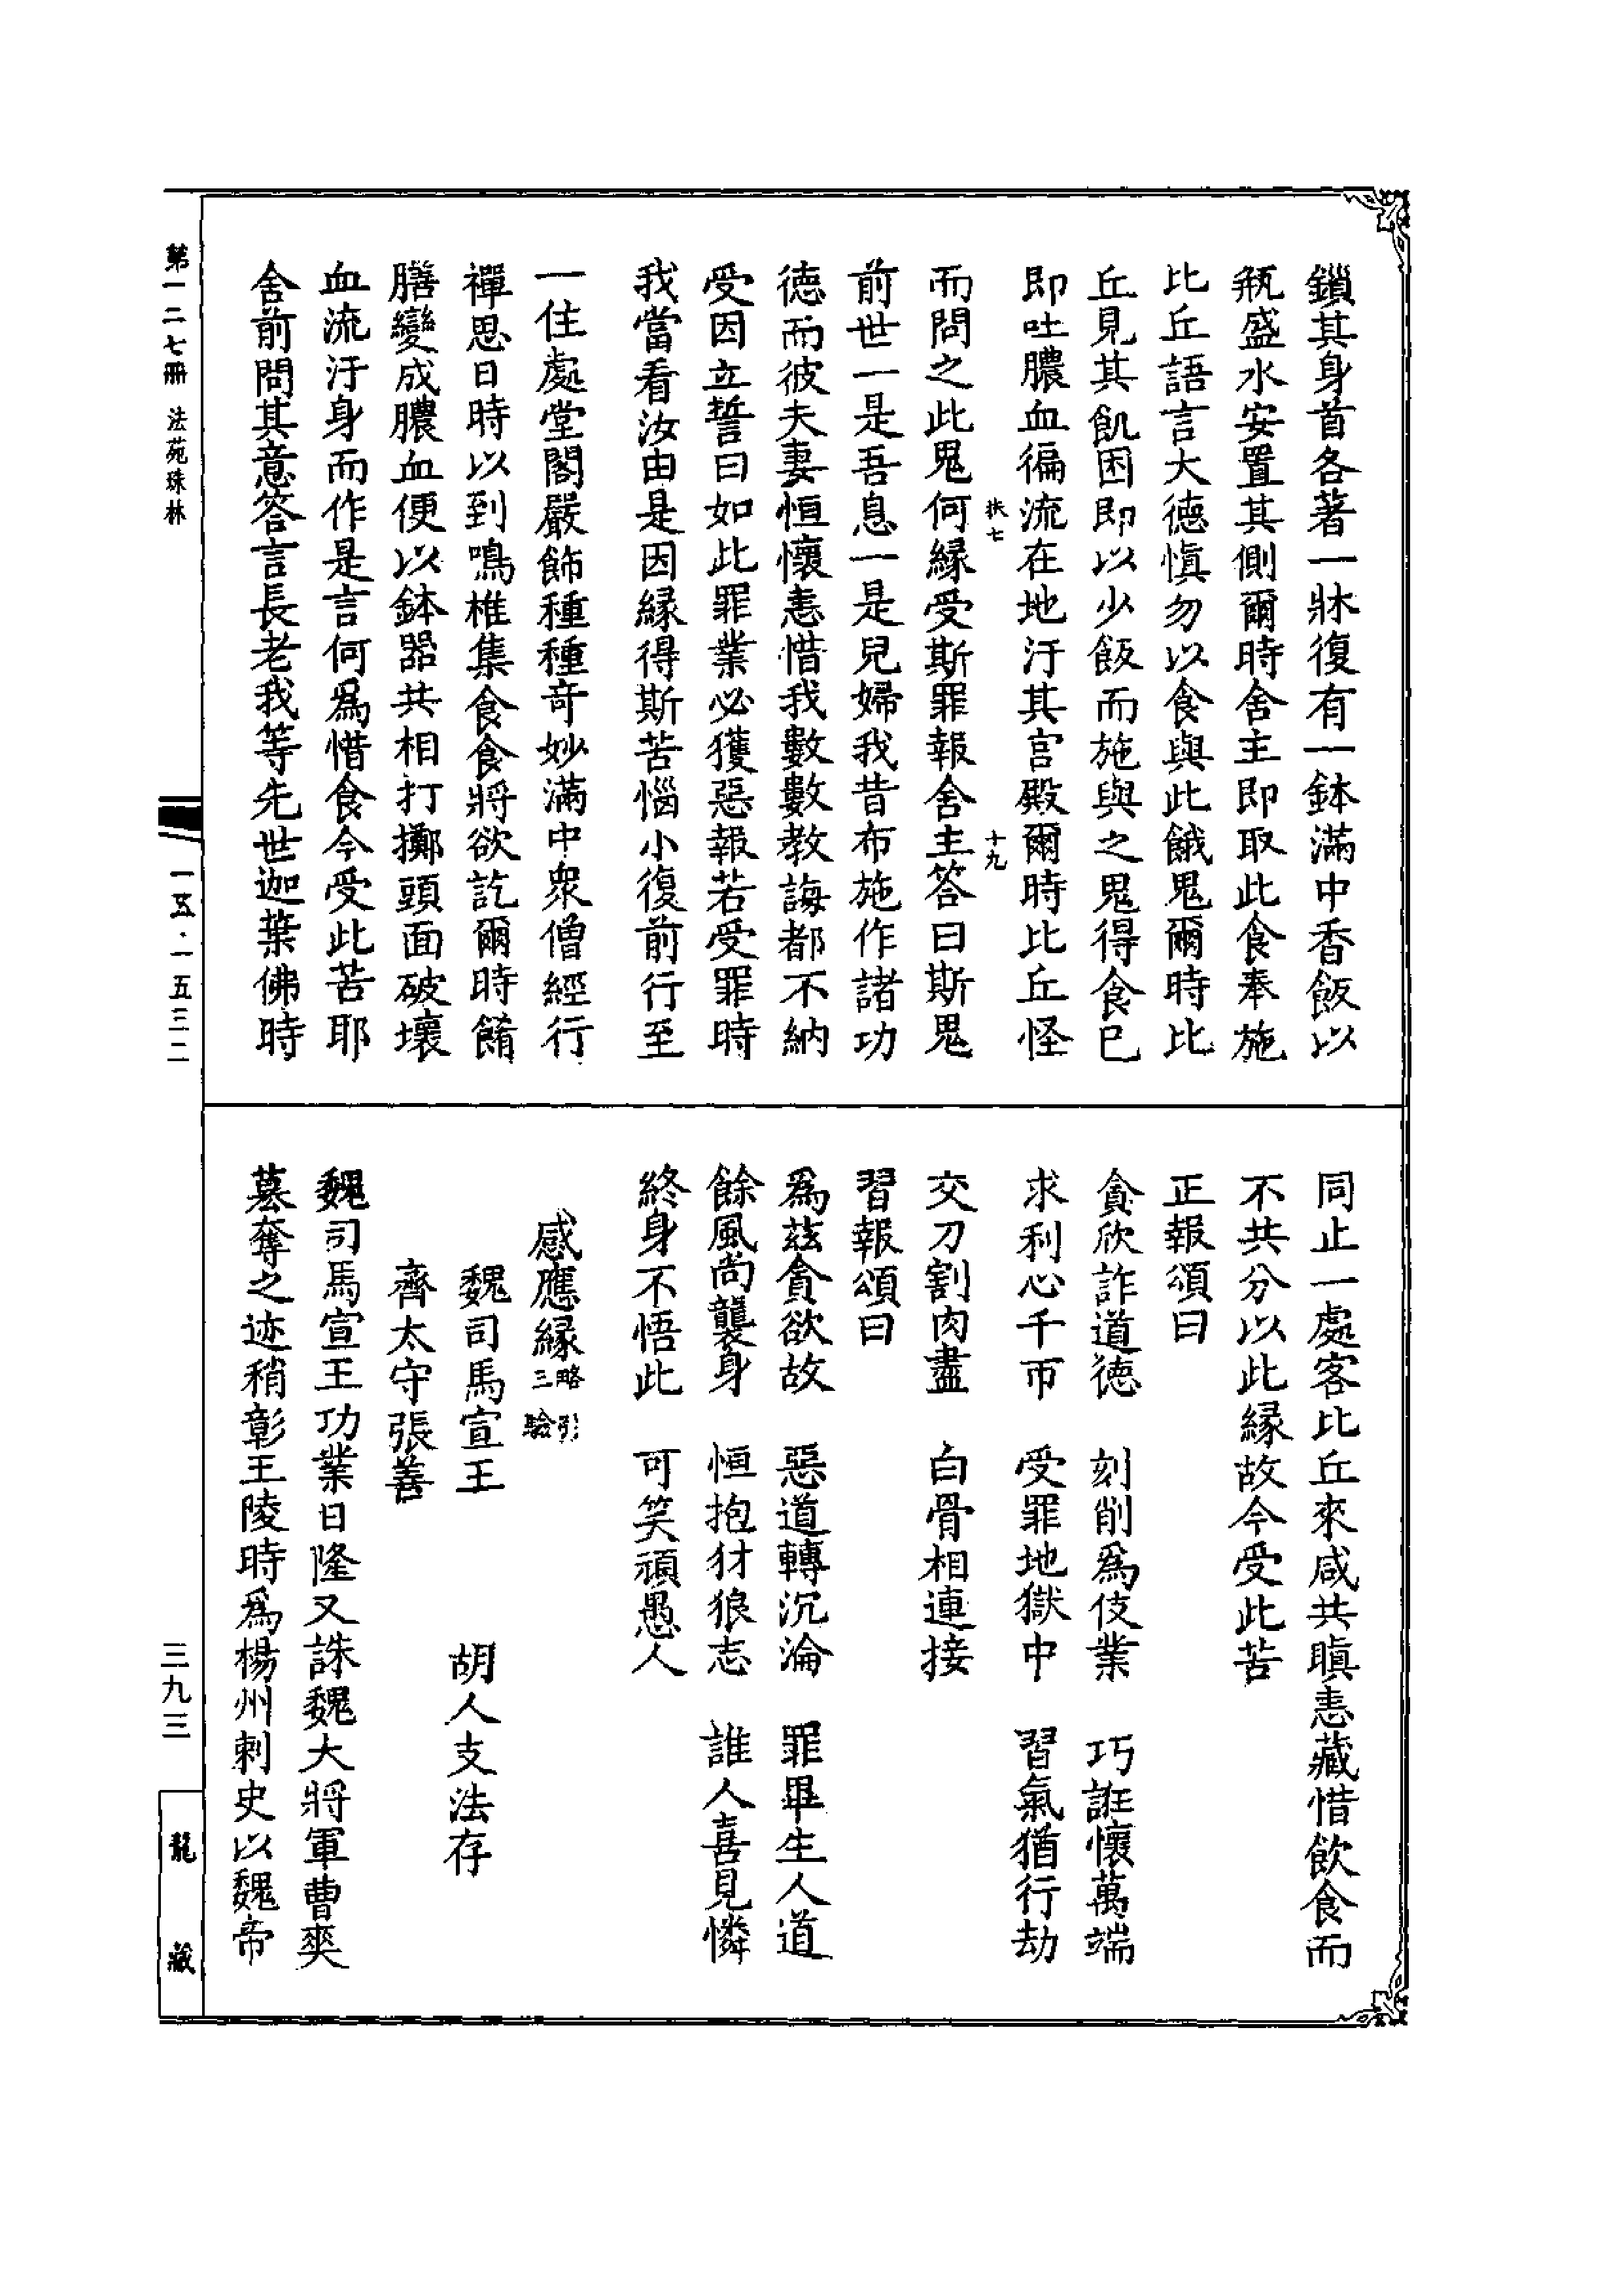 鎖其身首各著一牀復有一鉢滿中香飯以
瓶盛水安置其側爾時舍主即取此食奉施
比丘語言大德慎勿以食與此餓鬼爾時比
丘見其飢困即以少飯而施與之鬼得食已
即吐膿血徧流在地汙其宮殿爾時比丘怪
扶七 十九
而問之此鬼何緣受斯罪報舍主答曰斯鬼
前世一是吾息一是兒婦我昔布施作諸功
德而彼夫妻恒懷恚惜我數數教誨都不納
受因立誓曰如此罪業必獲惡報若受罪時
我當看汝由是因緣得斯苦惱小復前行至
一住處堂閣嚴飾種種奇妙滿中衆僧經行
禪思日時以到鳴椎集食食將欲訖爾時餚
膳變成膿血便以鉢器共相打擲頭面破壞
血流汙身而作是言何爲惜食今受此苦耶
舍前問其意答言長老我等先世迦葉佛時
同止一處客比丘來咸共瞋恚藏惜飲食而
不共分以此緣故今受此苦
正報頌曰
貪欣詐道德 刻削爲伎業 巧誑懷萬端
求利心千帀 受罪地獄中 習氣猶行劫
交刀割肉盡 白骨相連接
習報頌曰
爲茲貪欲故 惡道轉沉淪 罪畢生人道
餘風尚襲身 恒抱豺狼志 誰人喜見憐
終身不悟此 可笑頑愚人
感應緣略引三驗
魏司馬宣王 胡人支法存
齊太守張善
魏司馬宣王功業日隆又誅魏大將軍曹爽
墓奪之迹稍彰王陵時爲楊州刺史以魏帝
第一二七冊 法苑珠林
一五·一五三二
三九三
龍藏